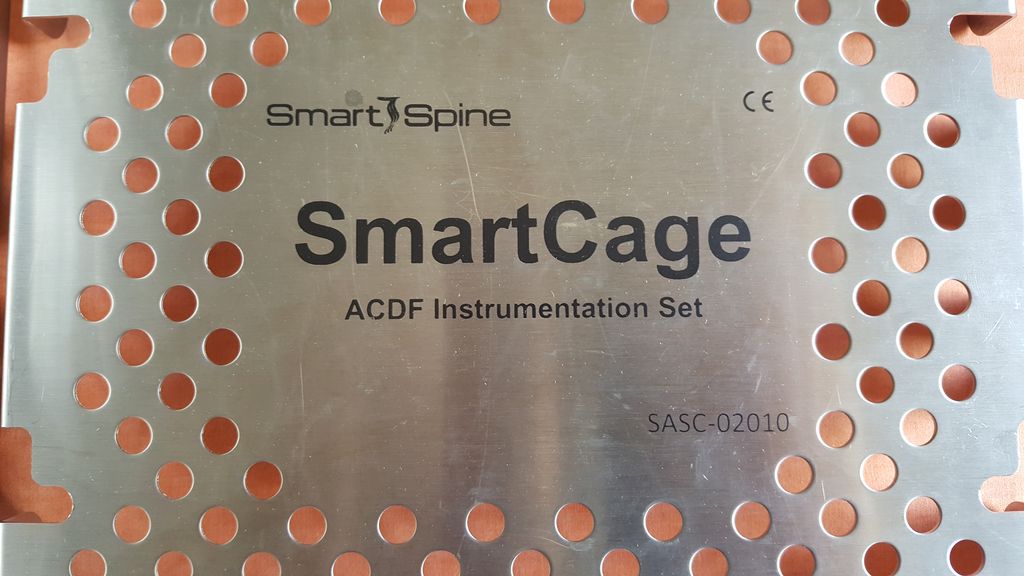 Smart Spine
CE
SmartCage
ACDF Instrumentation Set
SASC-02010